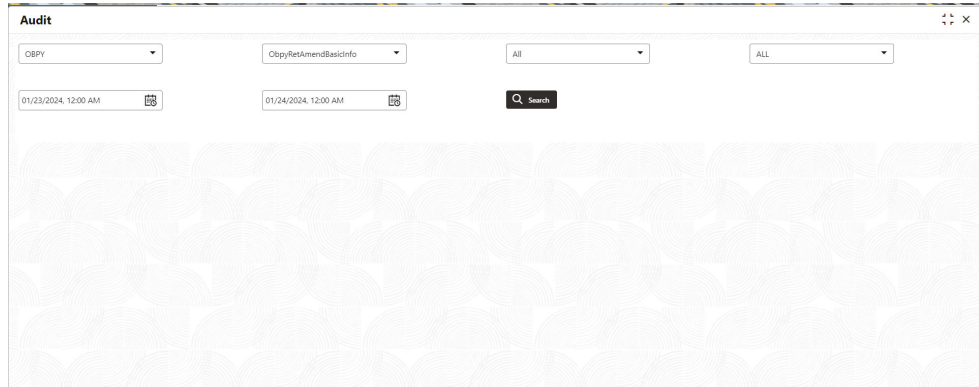 Audit
OBPY ObpyRetAmendBasicInfo All ALL
01/23/2024, 12:00 AM 01/24/2024, 12:00 AM Search